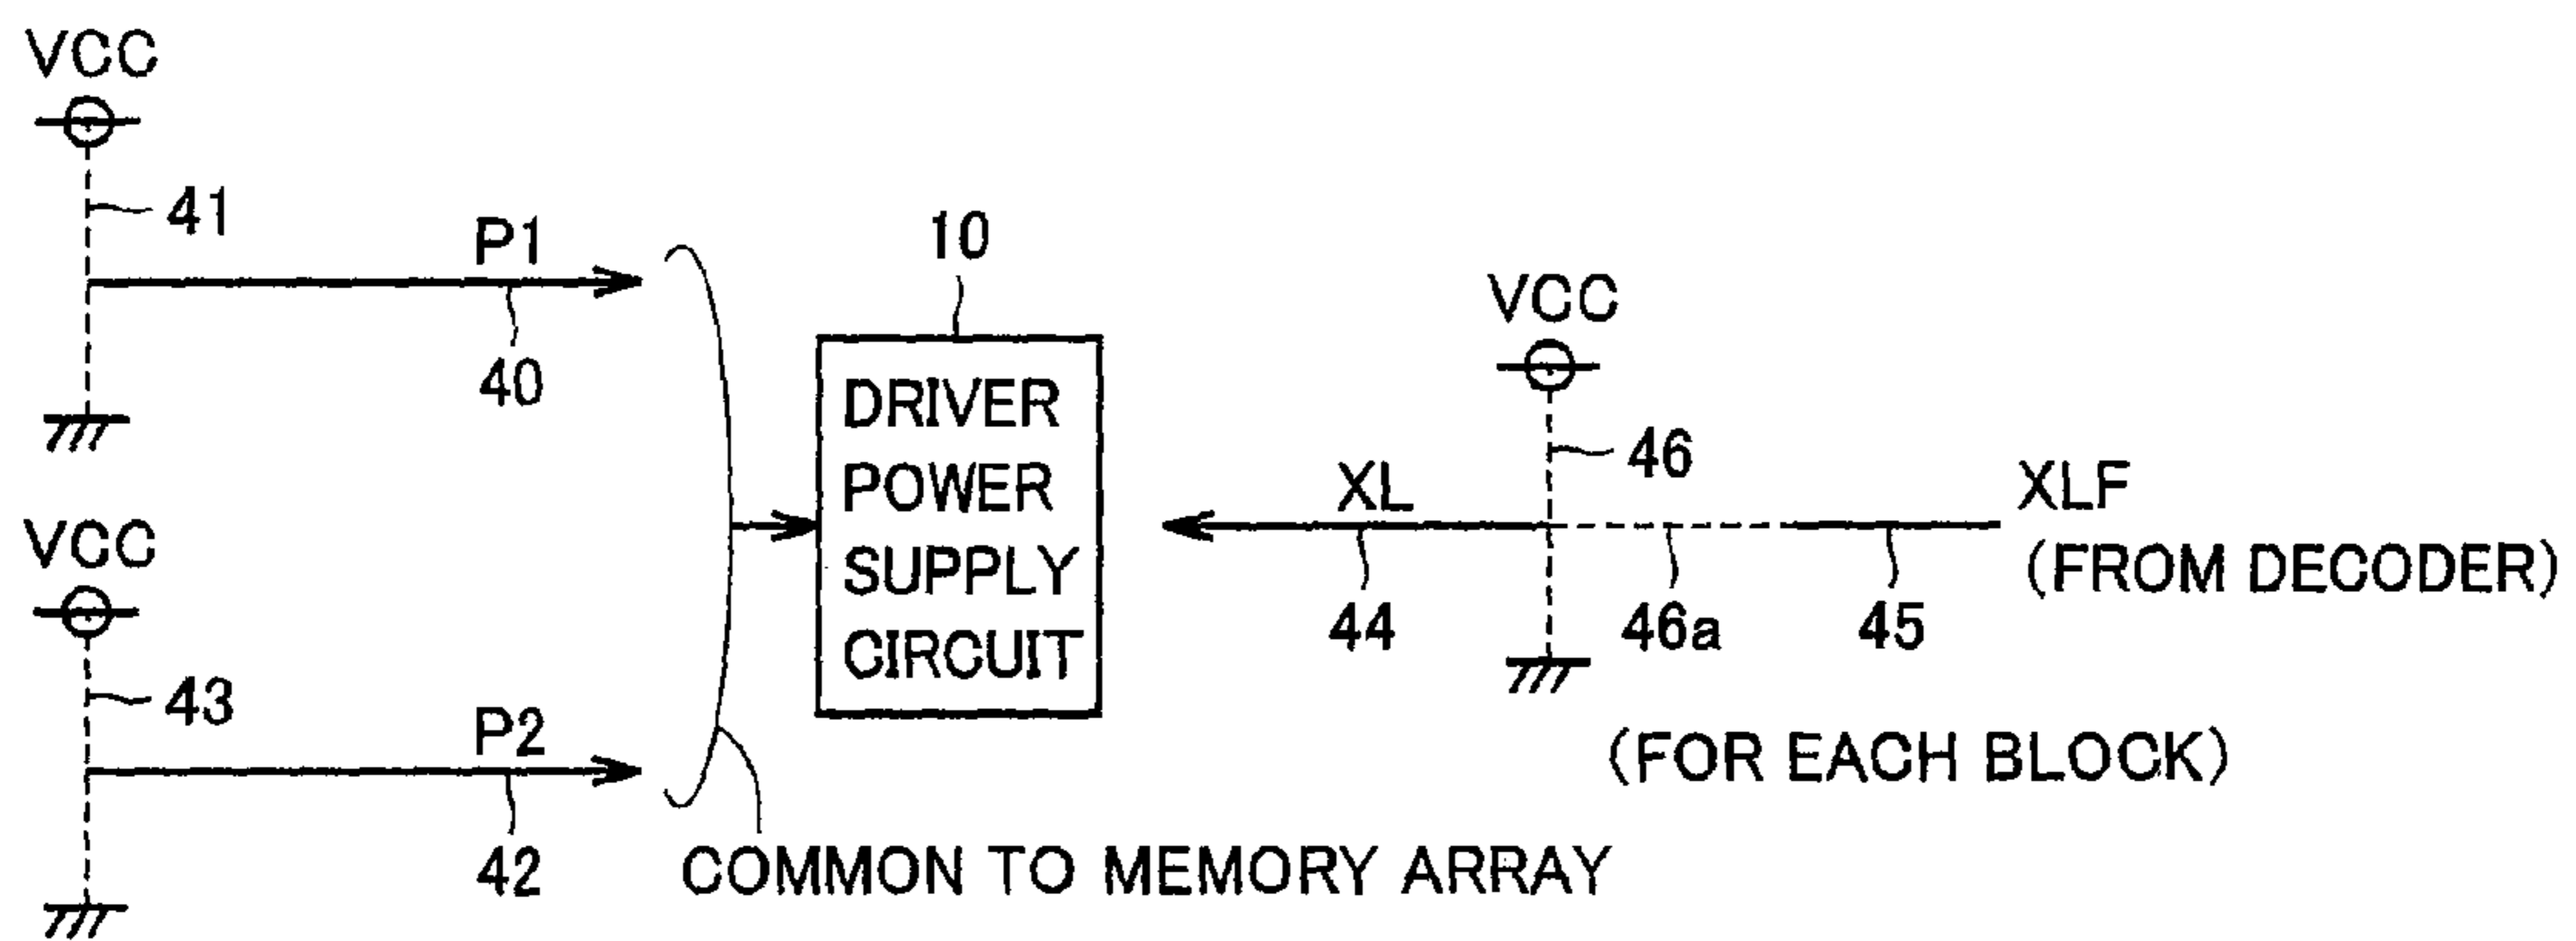 VCC
41
P1
40
VCC
43
P2
42
10
DRIVER
POWER
SUPPLY
CIRCUIT
COMMON TO MEMORY ARRAY
VCC
46
XL
44
46a
45
XLF
(FROM DECODER)
(FOR EACH BLOCK)